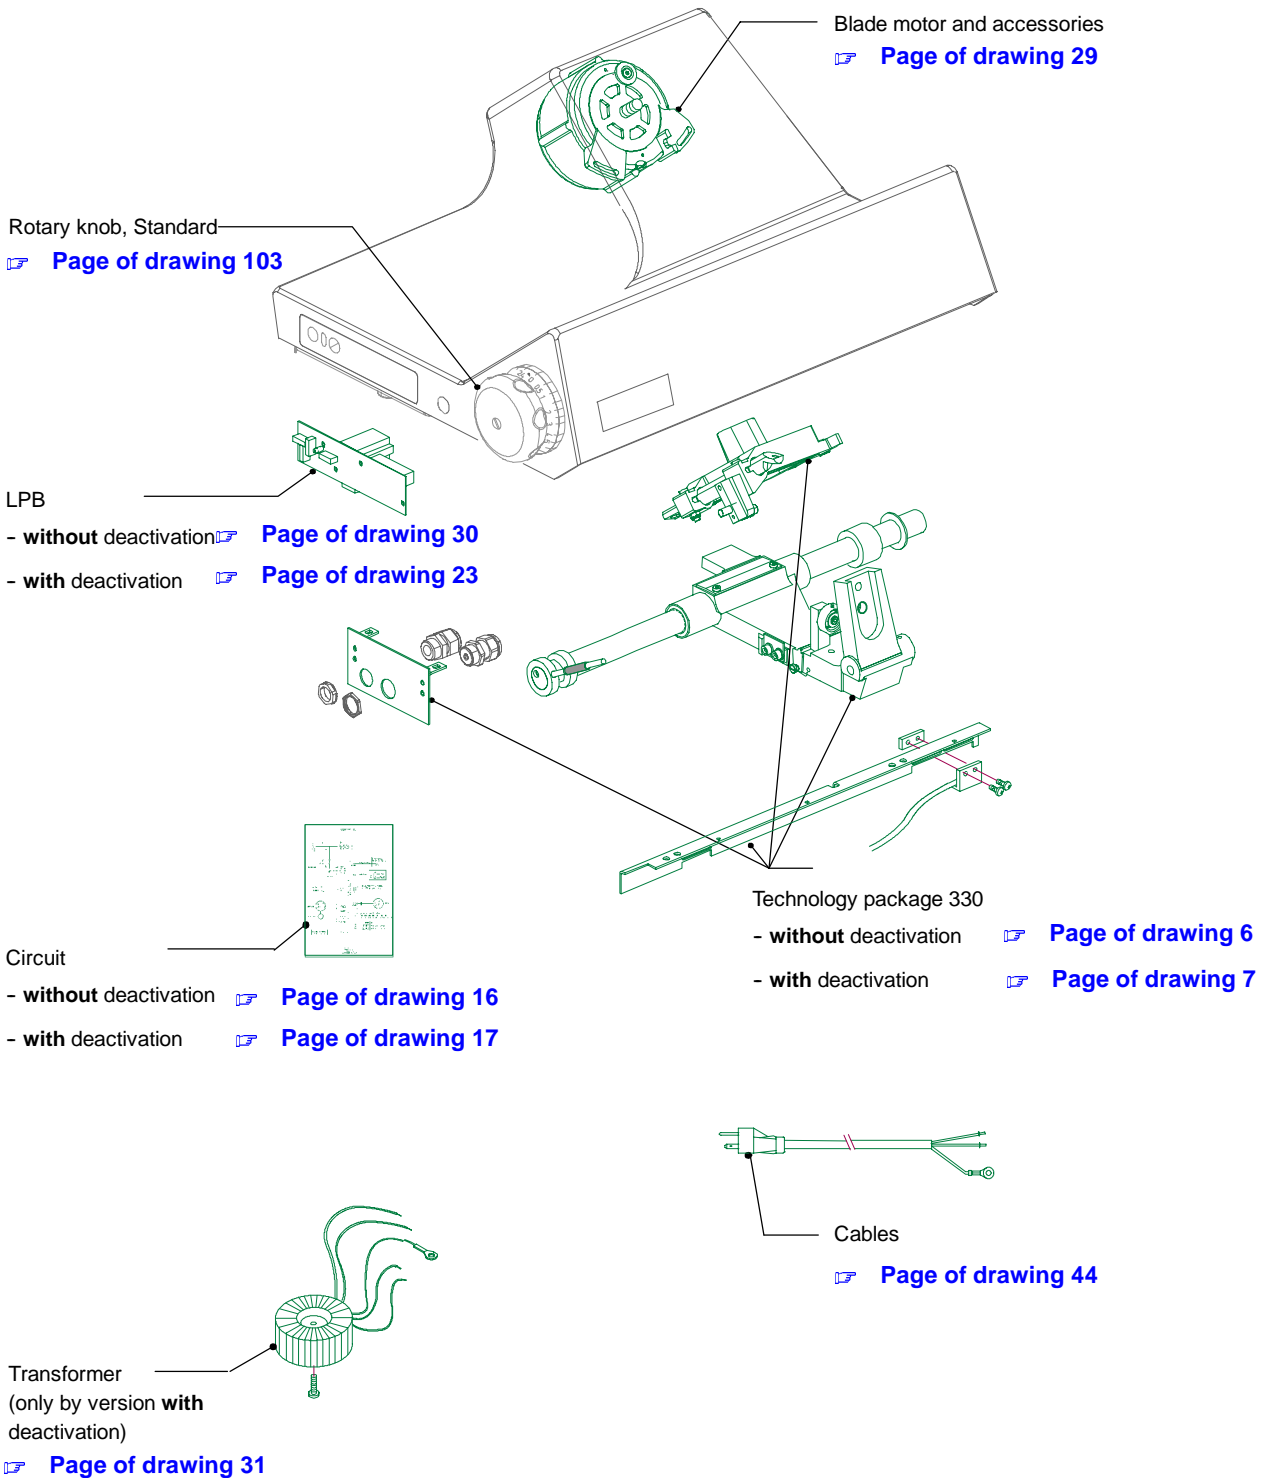 Blade motor and accessories
☞ Page of drawing 29
Rotary knob, Standard
☞ Page of drawing 103
LPB
- without deactivation ☞ Page of drawing 30
- with deactivation ☞ Page of drawing 23
Technology package 330
- without deactivation ☞ Page of drawing 6
- with deactivation ☞ Page of drawing 7
Circuit
- without deactivation ☞ Page of drawing 16
- with deactivation ☞ Page of drawing 17
Cables
☞ Page of drawing 44
Transformer
(only by version with
deactivation)
☞ Page of drawing 31